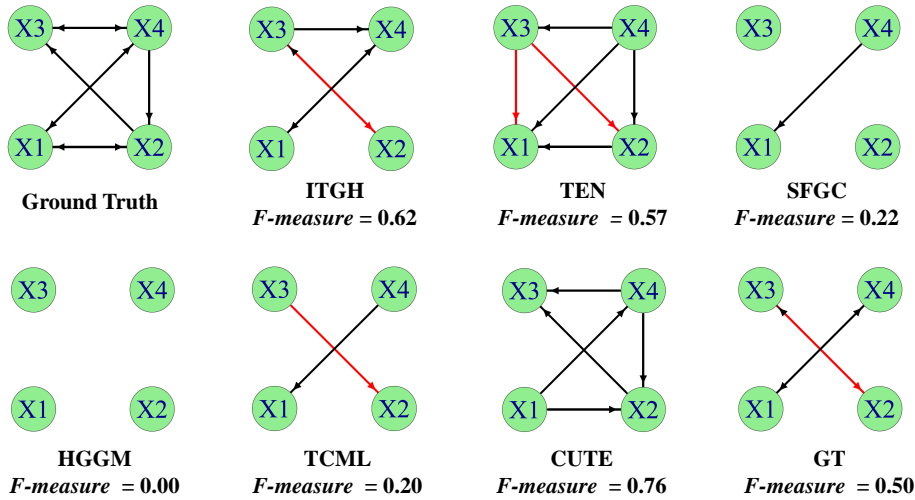 X3 X4 X3 X4 X3 X4 X3 X4
X1 X2 X1 X2 X1 X2 X1 X2
Ground Truth
ITGH
F-measure = 0.62
TEN
F-measure = 0.57
SFGC
F-measure = 0.22
X3 X4 X3 X4 X3 X4 X3 X4
X1 X2 X1 X2 X1 X2 X1 X2
HGGM
F-measure = 0.00
TCML
F-measure = 0.20
CUTE
F-measure = 0.76
GT
F-measure = 0.50